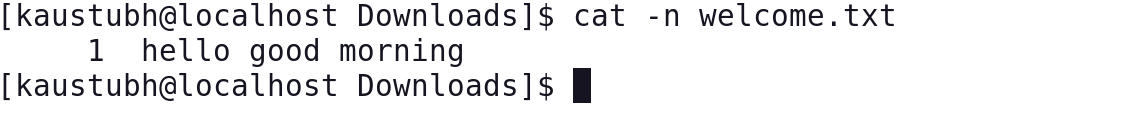 [kaustubh@localhost Downloads]$ cat -n welcome.txt
     1  hello good morning
[kaustubh@localhost Downloads]$